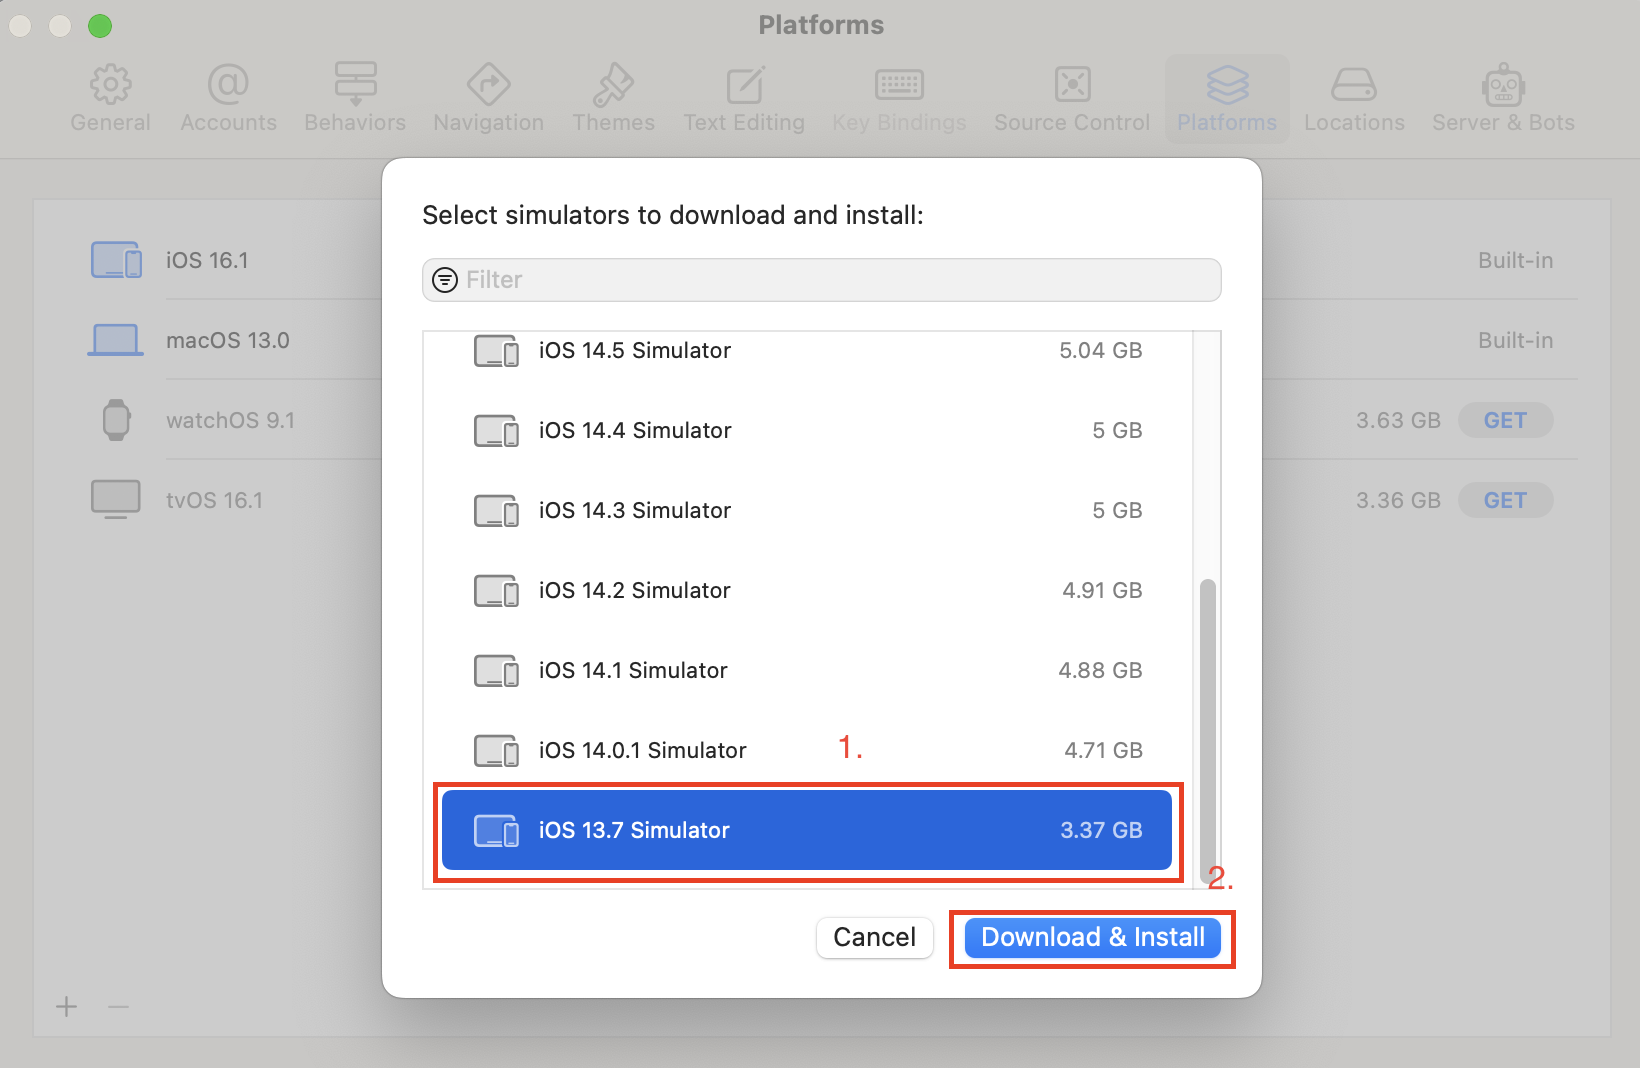 Platforms
General Accounts Behaviors Navigation Themes Text Editing Key Bindings Source Control Platforms Locations Server & Bots
Select simulators to download and install:
Filter
iOS 16.1 Built-in
macOS 13.0 Built-in
watchOS 9.1 3.63 GB GET
tvOS 16.1 3.36 GB GET
iOS 14.5 Simulator 5.04 GB
iOS 14.4 Simulator 5 GB
iOS 14.3 Simulator 5 GB
iOS 14.2 Simulator 4.91 GB
iOS 14.1 Simulator 4.88 GB
iOS 14.0.1 Simulator 1. 4.71 GB
iOS 13.7 Simulator 3.37 GB
2.
Cancel Download & Install